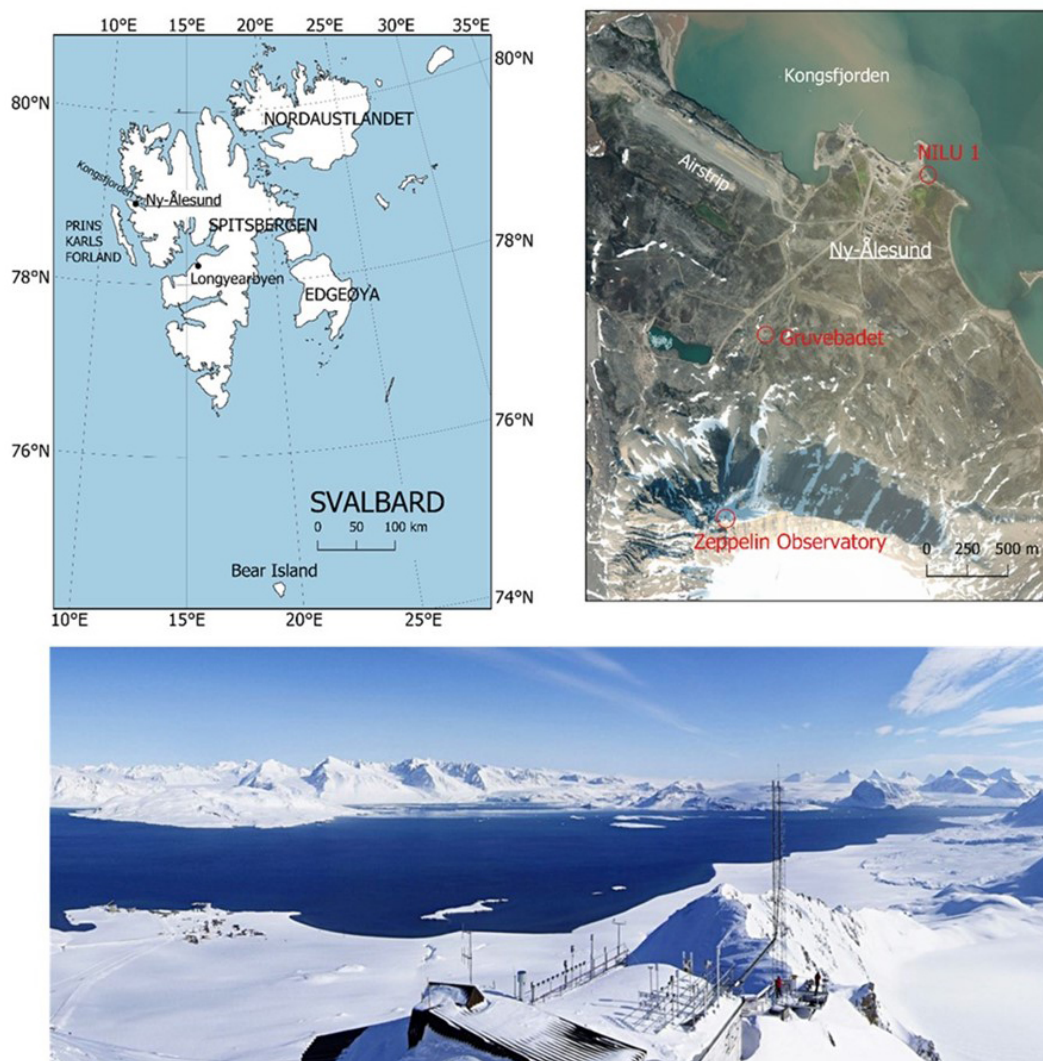 10°E 15°E 20°E 25°E 30°E 35°E
80°N
80°N
NORDAUSTLANDET
Kongsfjorden
Ny-Ålesund
PRINS
KARLS
FORLAND
SPITSBERGEN
78°N
78°N
Longyearbyen
EDGEØYA
76°N
76°N
SVALBARD
0 50 100 km
Bear Island
74°N
10°E 15°E 20°E 25°E
Kongsfjorden
NILU 1
Airstrip
Ny-Ålesund
Gruvebadet
Zeppelin Observatory
0 250 500 m